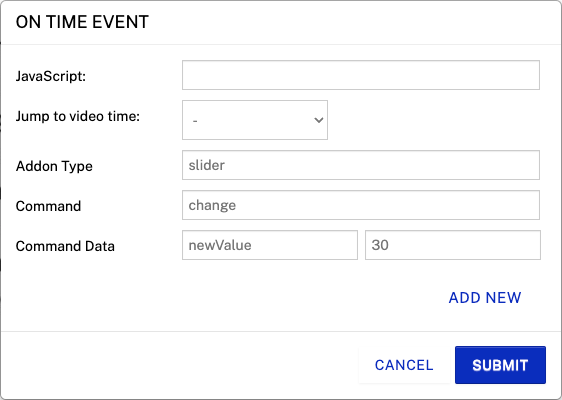 ON TIME EVENT
JavaScript:
Jump to video time: -
Addon Type slider
Command change
Command Data newValue 30
ADD NEW
CANCEL SUBMIT